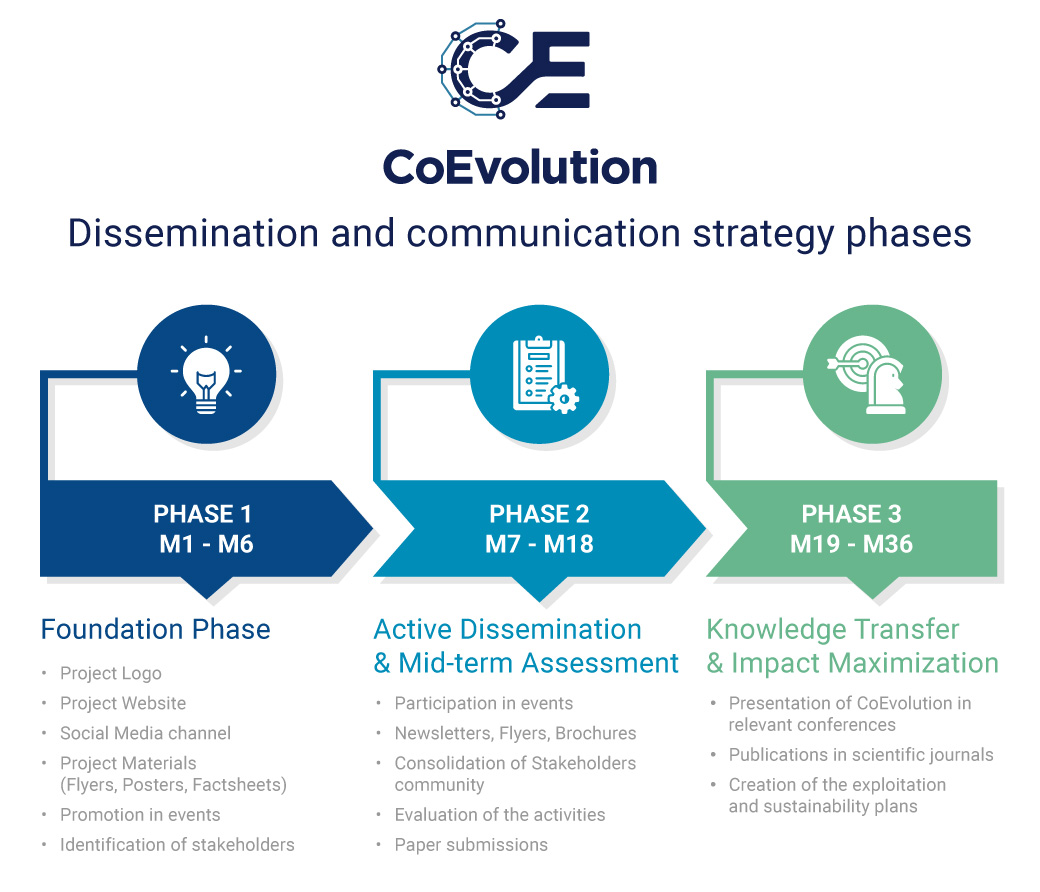 CE
CoEvolution
Dissemination and communication strategy phases
PHASE 1
M1 - M6
Foundation Phase
• Project Logo
• Project Website
• Social Media channel
• Project Materials
(Flyers, Posters, Factsheets)
• Promotion in events
• Identification of stakeholders
PHASE 2
M7 - M18
Active Dissemination
& Mid-term Assessment
• Participation in events
• Newsletters, Flyers, Brochures
• Consolidation of Stakeholders
community
• Evaluation of the activities
• Paper submissions
PHASE 3
M19 - M36
Knowledge Transfer
& Impact Maximization
• Presentation of CoEvolution in
relevant conferences
• Publications in scientific journals
• Creation of the exploitation
and sustainability plans